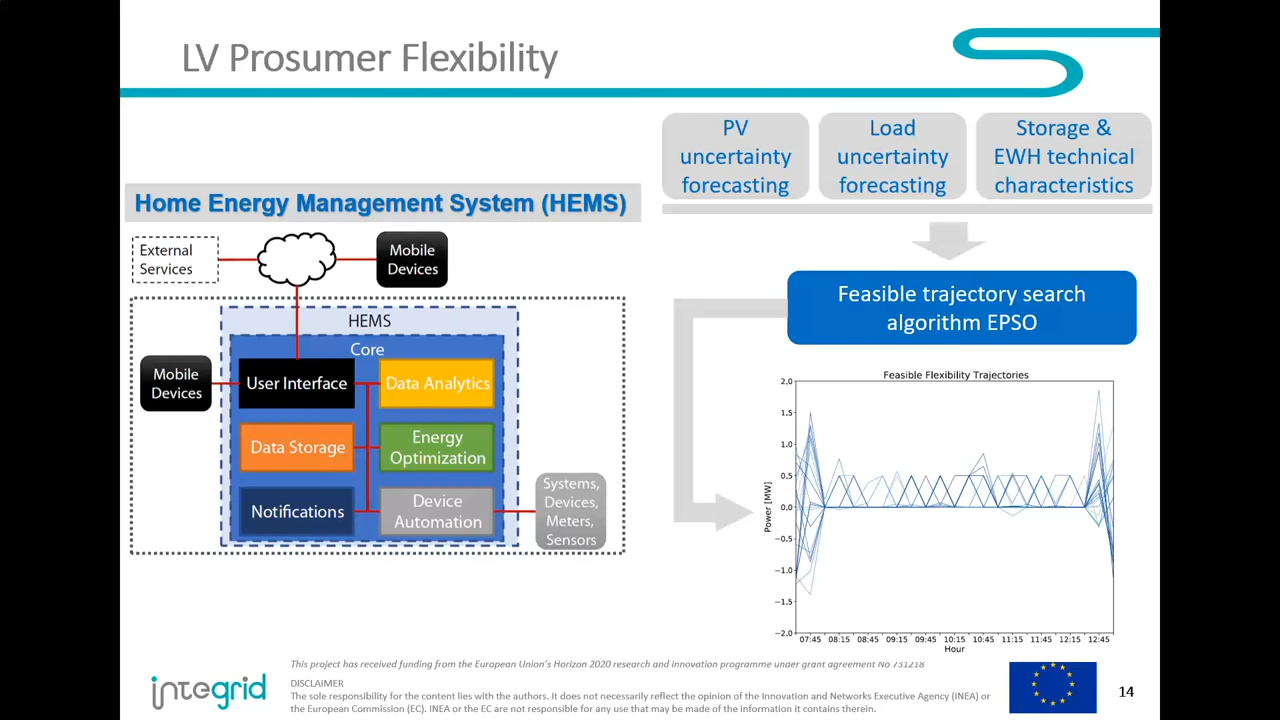 LV Prosumer Flexibility
PV
uncertainty
forecasting
Load
uncertainty
forecasting
Storage &
EWH technical
characteristics
Home Energy Management System (HEMS)
External
Services
Mobile
Devices
HEMS
Core
Mobile
Devices
User Interface
Data Analytics
Data Storage
Energy
Optimization
Notifications
Device
Automation
Systems,
Devices,
Meters,
Sensors
Feasible trajectory search
algorithm EPSO
Feasible Flexibility Trajectories
2.0
1.5
1.0
0.5
0.0
−0.5
−1.0
−1.5
−2.0
Power [MW]
07:45 08:15 08:45 09:15 09:45 10:15 10:45 11:15 11:45 12:15 12:45
Hour
This project has received funding from the European Union's Horizon 2020 research and innovation programme under grant agreement No 731218
DISCLAIMER
The sole responsibility for the content lies with the authors. It does not necessarily reflect the opinion of the Innovation and Networks Executive Agency (INEA) or
the European Commission (EC). INEA or the EC are not responsible for any use that may be made of the information it contains therein.
integrid
14